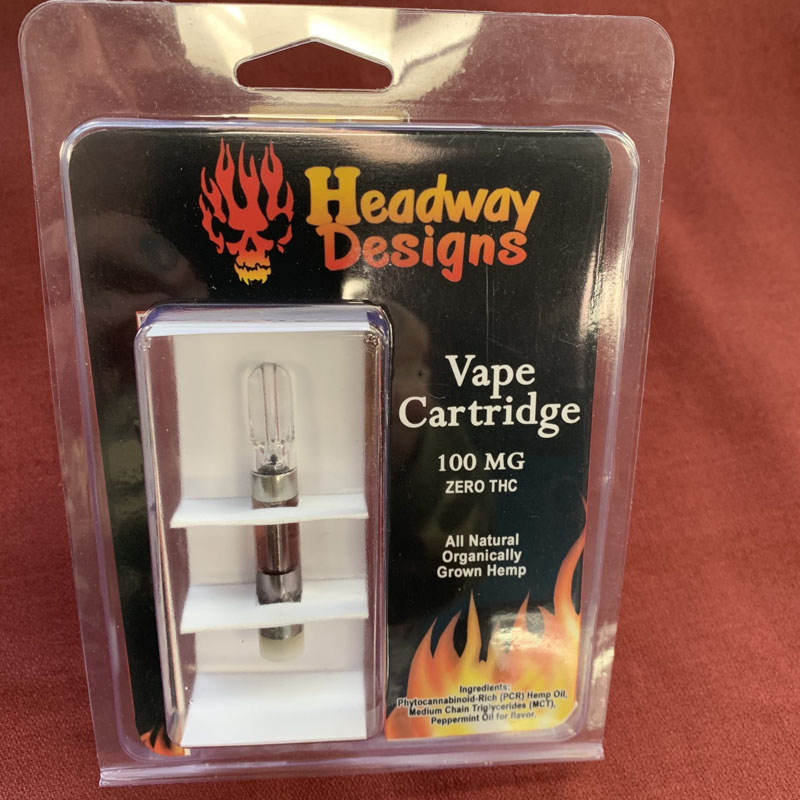 Headway
Designs
Vape
Cartridge
100 MG
ZERO THC
All Natural
Organically
Grown Hemp
Ingredients:
Phytocannabinoid-Rich (PCR) Hemp Oil,
Medium Chain Triglycerides (MCT),
Peppermint Oil for flavor.